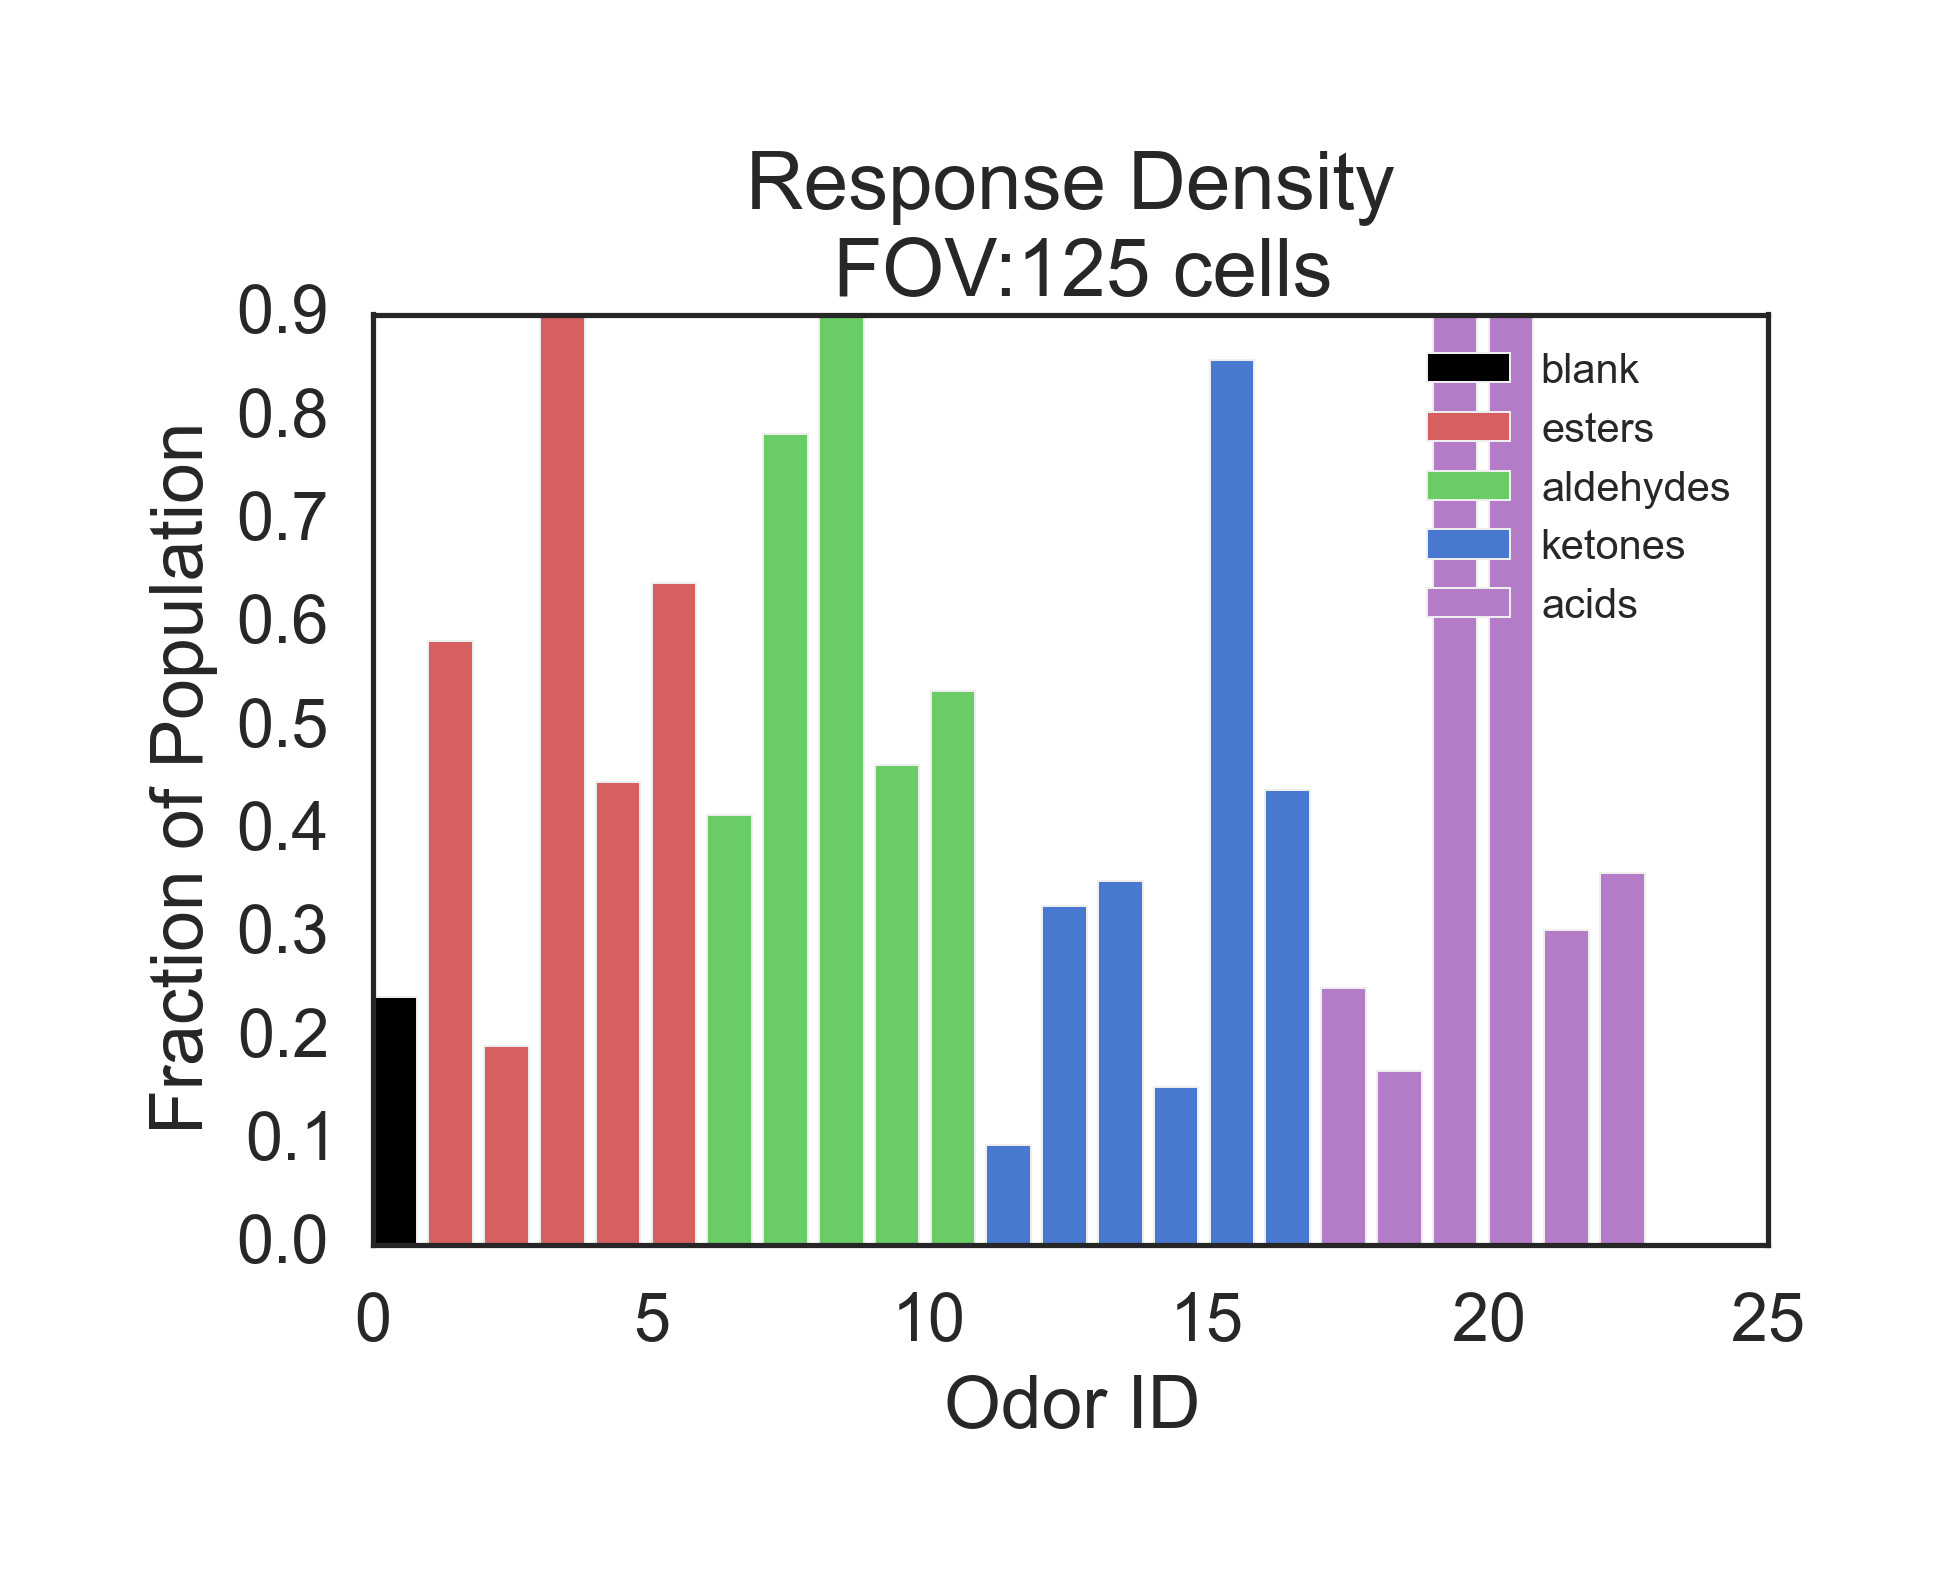 Response Density
FOV:125 cells
0.9
0.8
0.7
0.6
0.5
0.4
0.3
0.2
0.1
0.0
Fraction of Population
blank
esters
aldehydes
ketones
acids
0 5 10 15 20 25
Odor ID